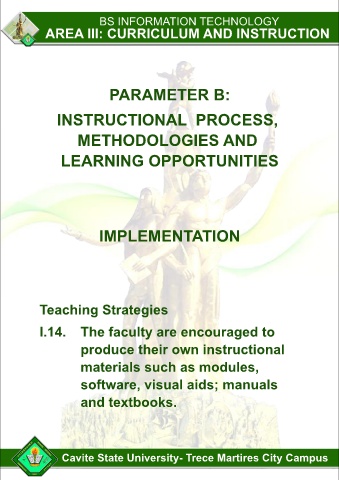 BS INFORMATION TECHNOLOGY
AREA III: CURRICULUM AND INSTRUCTION
PARAMETER B:
INSTRUCTIONAL PROCESS,
METHODOLOGIES AND
LEARNING OPPORTUNITIES
IMPLEMENTATION
Teaching Strategies
I.14. The faculty are encouraged to
produce their own instructional
materials such as modules,
software, visual aids; manuals
and textbooks.
Cavite State University- Trece Martires City Campus